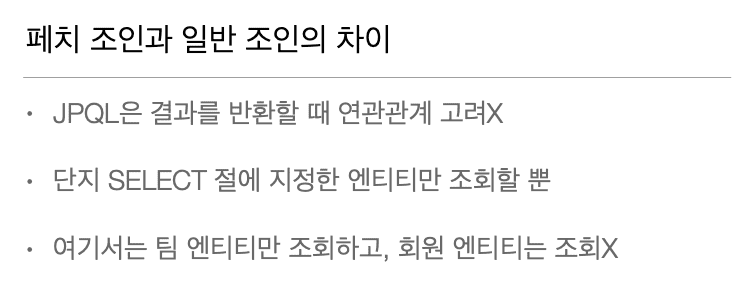 페치 조인과 일반 조인의 차이
• JPQL은 결과를 반환할 때 연관관계 고려X
• 단지 SELECT 절에 지정한 엔티티만 조회할 뿐
• 여기서는 팀 엔티티만 조회하고, 회원 엔티티는 조회X